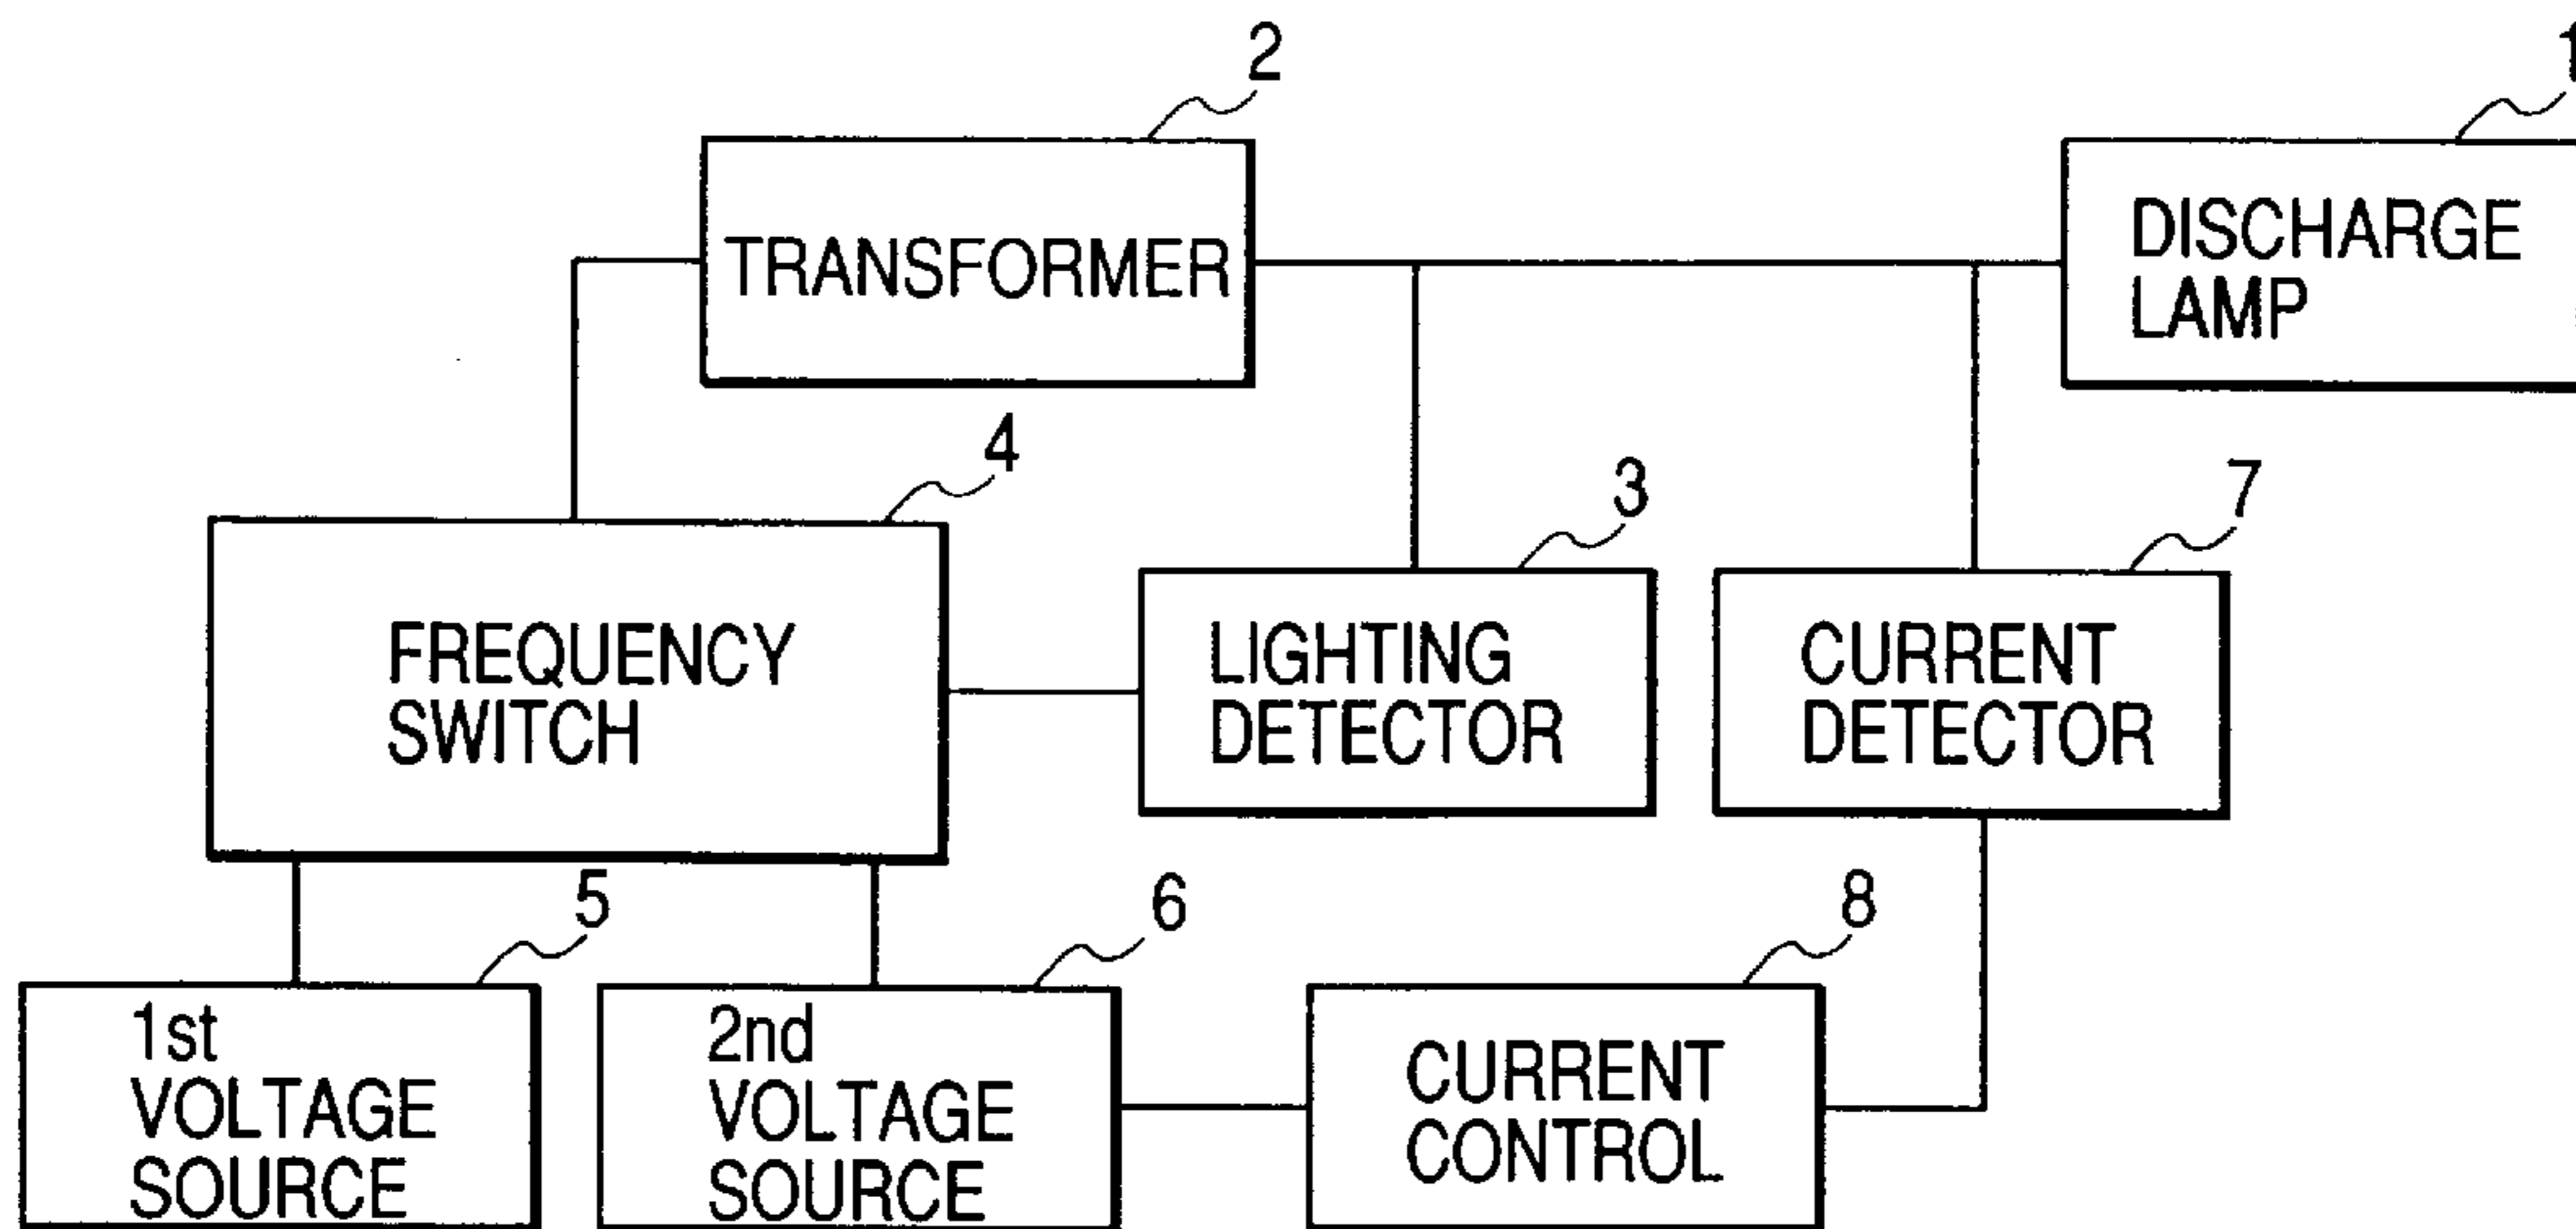 2
1
TRANSFORMER
DISCHARGE
LAMP
4
3
7
FREQUENCY
SWITCH
LIGHTING
DETECTOR
CURRENT
DETECTOR
5
6
8
1st
VOLTAGE
SOURCE
2nd
VOLTAGE
SOURCE
CURRENT
CONTROL